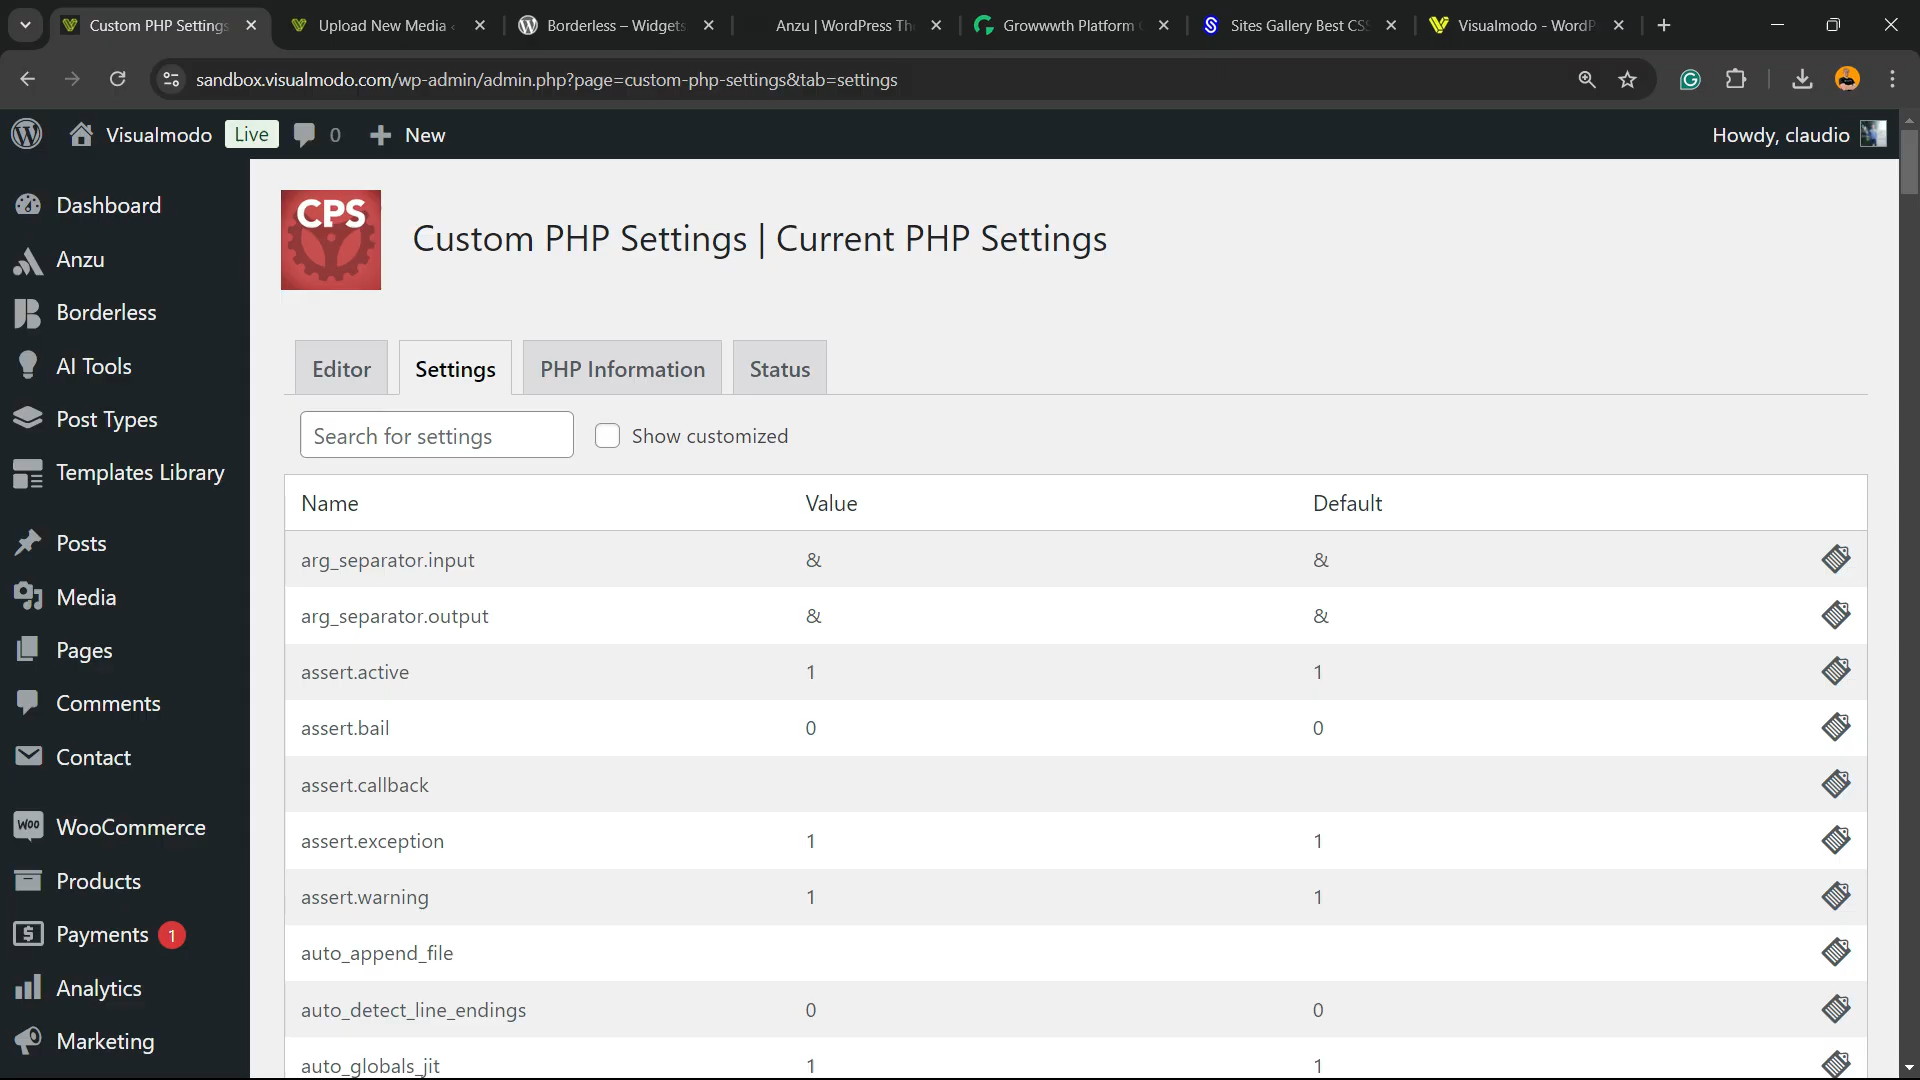 Custom PHP Settings
Upload New Media
Borderless – Widgets
Anzu | WordPress Th
Growwwth Platform
Sites Gallery Best CSS
Visualmodo - WordP
sandbox.visualmodo.com/wp-admin/admin.php?page=custom-php-settings&tab=settings
Visualmodo
Live
0
New
Howdy, claudio
Dashboard
Anzu
Borderless
AI Tools
Post Types
Templates Library
Posts
Media
Pages
Comments
Contact
WOO
WooCommerce
Products
Payments 1
Analytics
Marketing
CPS
Custom PHP Settings | Current PHP Settings
Editor
Settings
PHP Information
Status
Search for settings
Show customized
Name Value Default
arg_separator.input & &
arg_separator.output & &
assert.active 1 1
assert.bail 0 0
assert.callback
assert.exception 1 1
assert.warning 1 1
auto_append_file
auto_detect_line_endings 0 0
auto_globals_jit 1 1